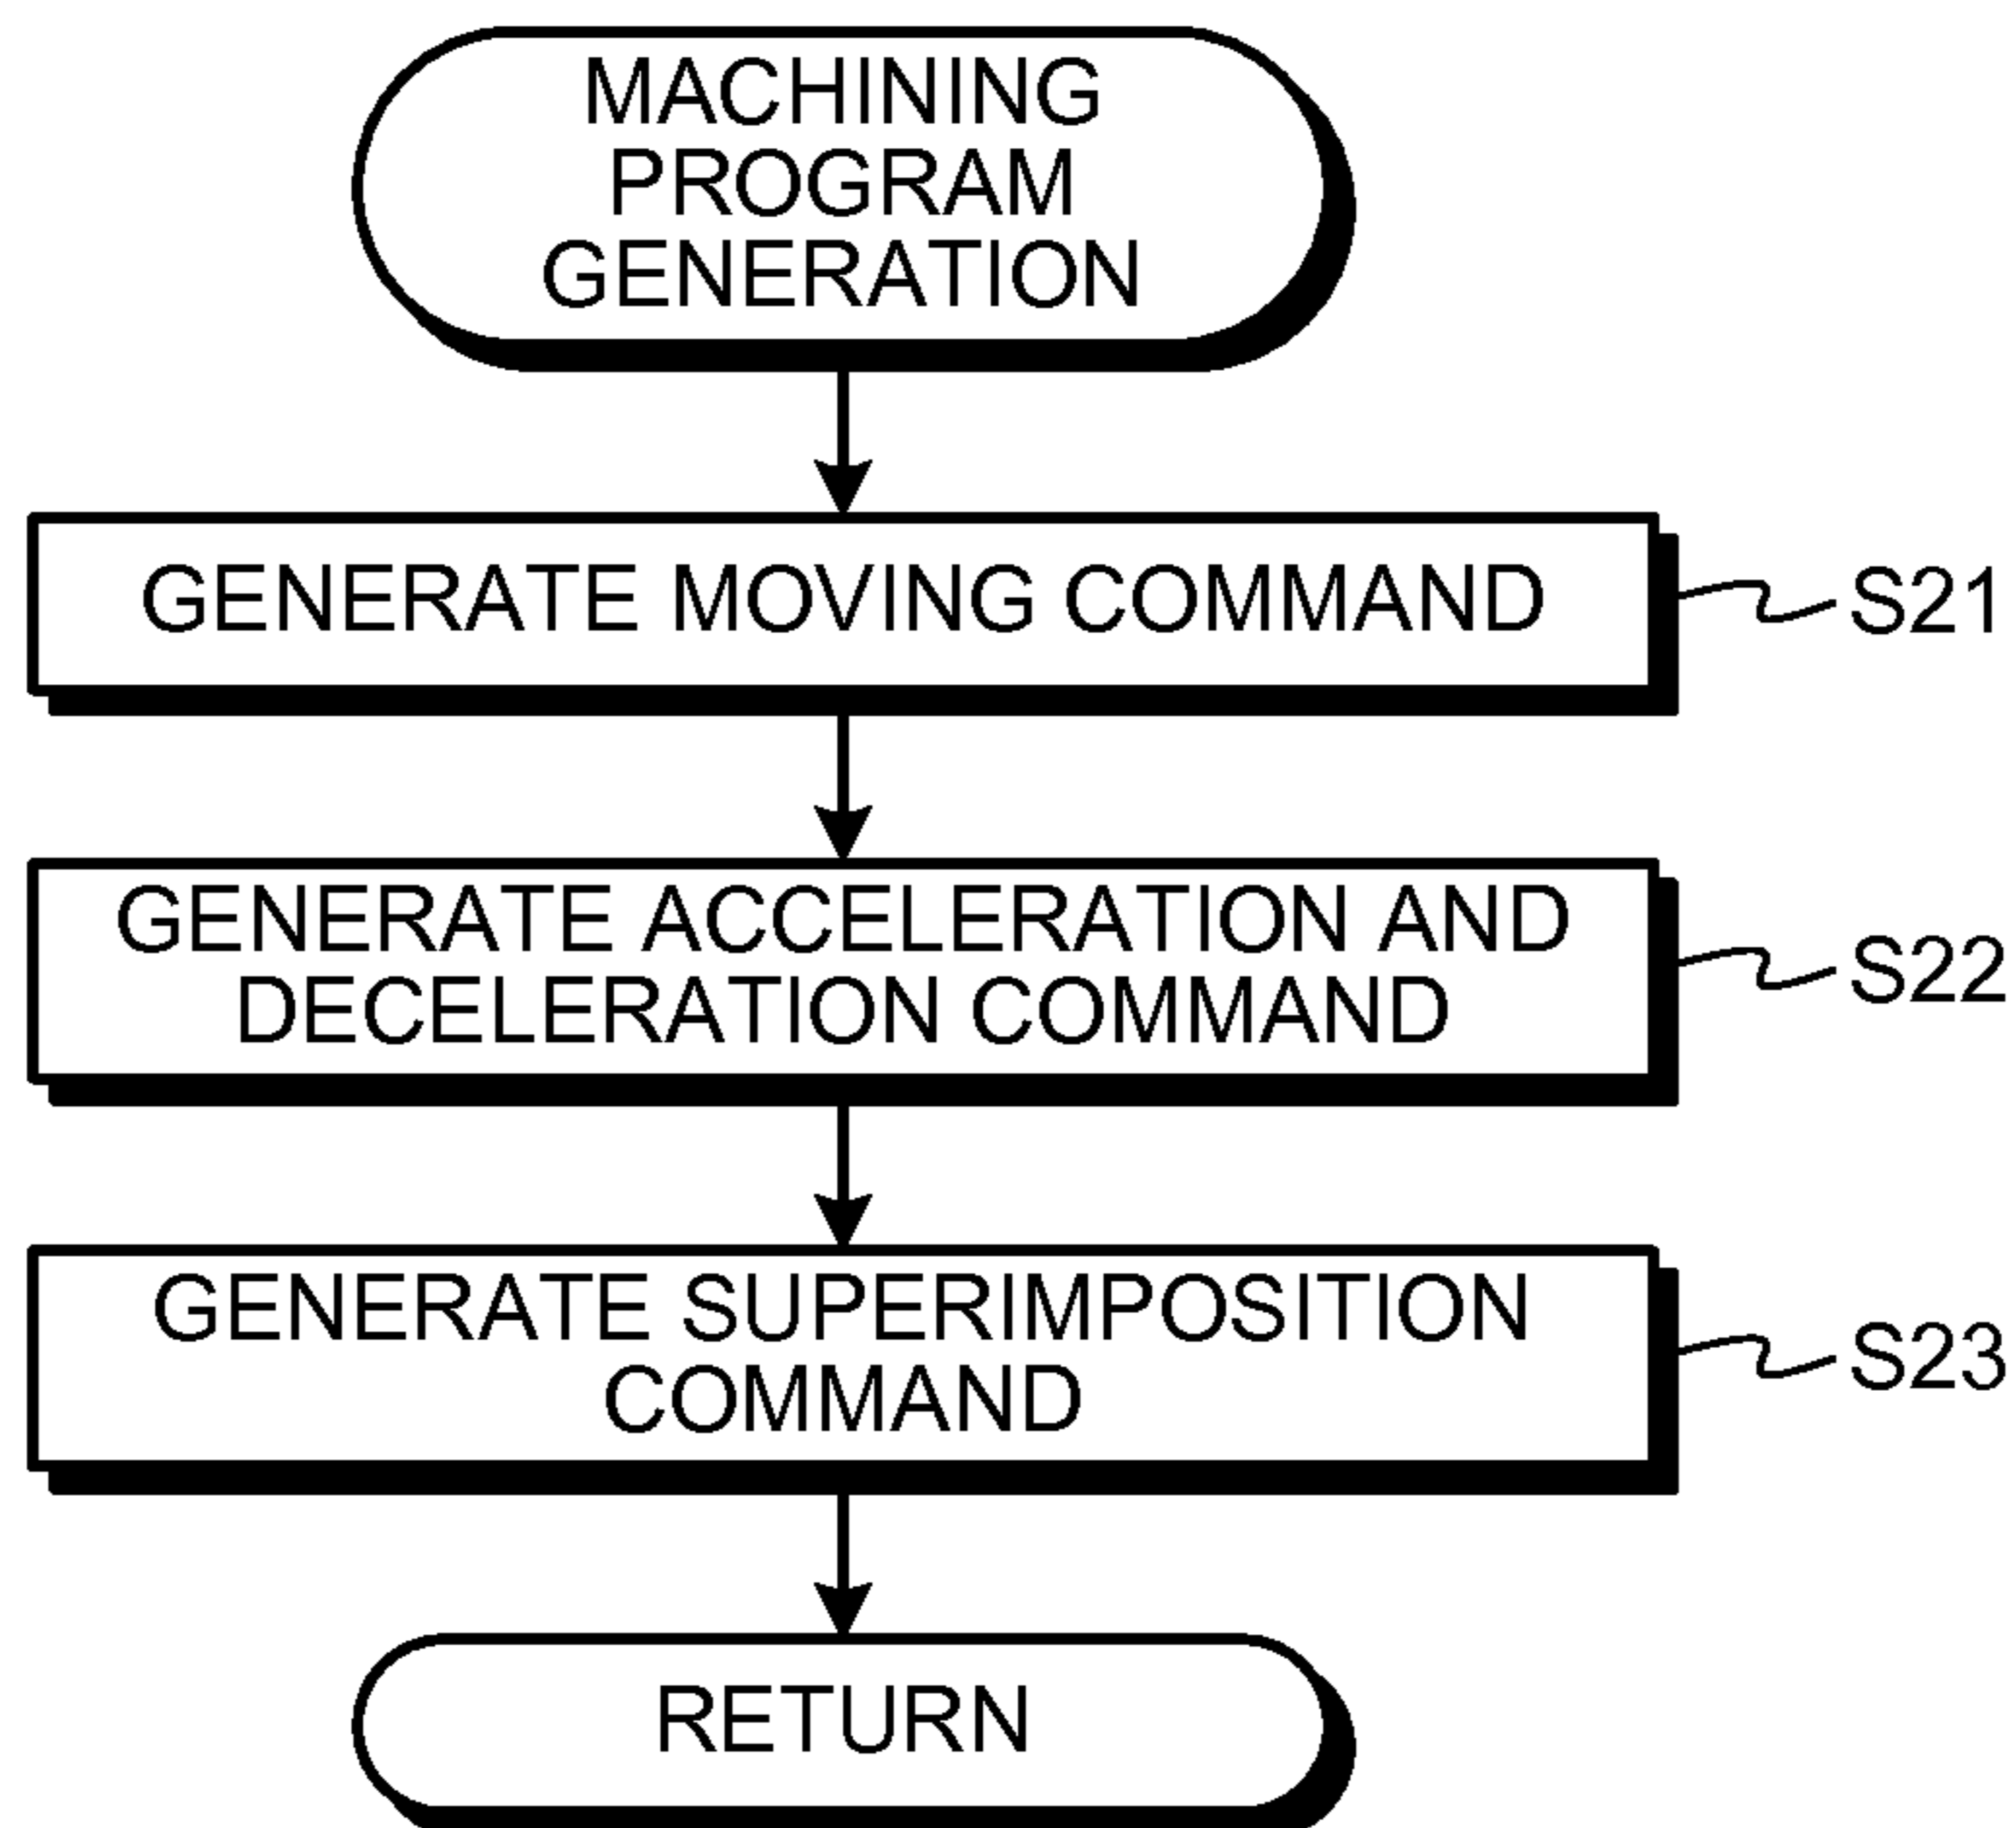 MACHINING
PROGRAM
GENERATION
GENERATE MOVING COMMAND
S21
GENERATE ACCELERATION AND
DECELERATION COMMAND
S22
GENERATE SUPERIMPOSITION
COMMAND
S23
RETURN